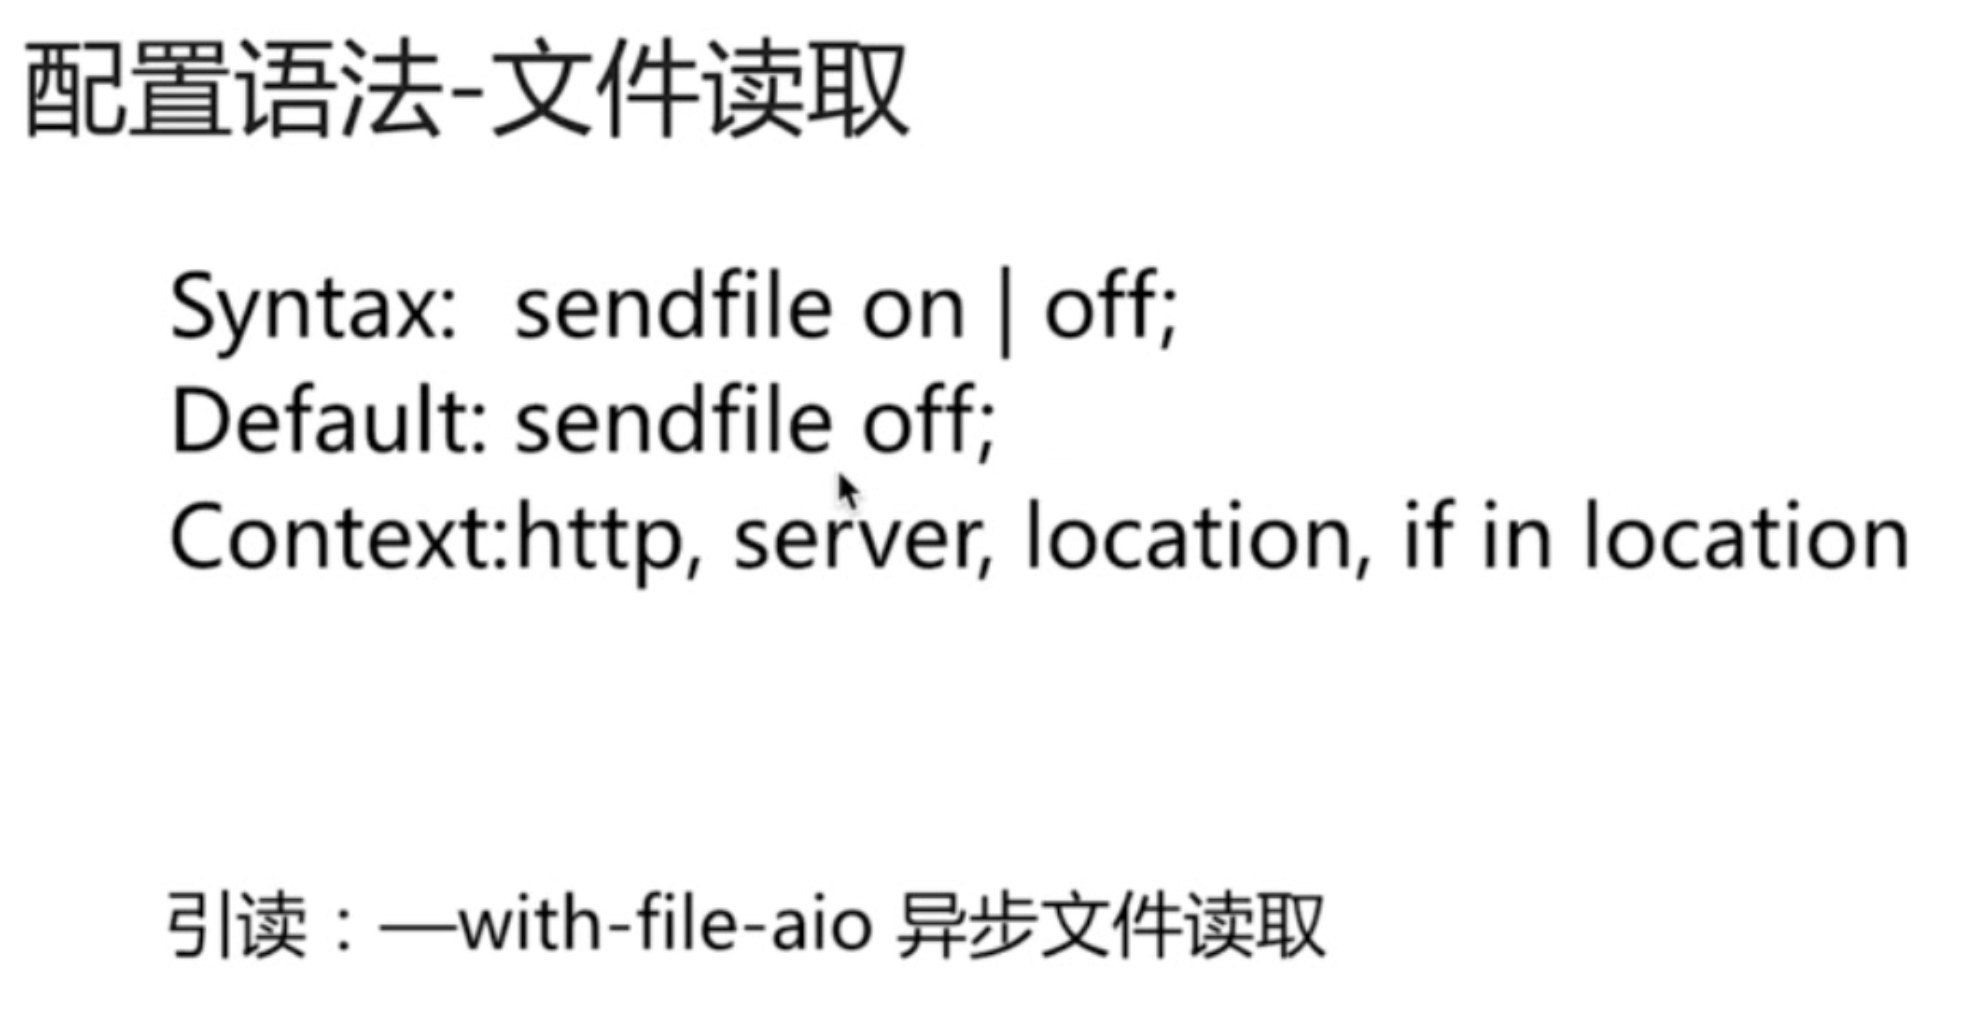 配置语法-文件读取
Syntax: sendfile on | off;
Default: sendfile off;
Context:http, server, location, if in location
引读：—with-file-aio 异步文件读取